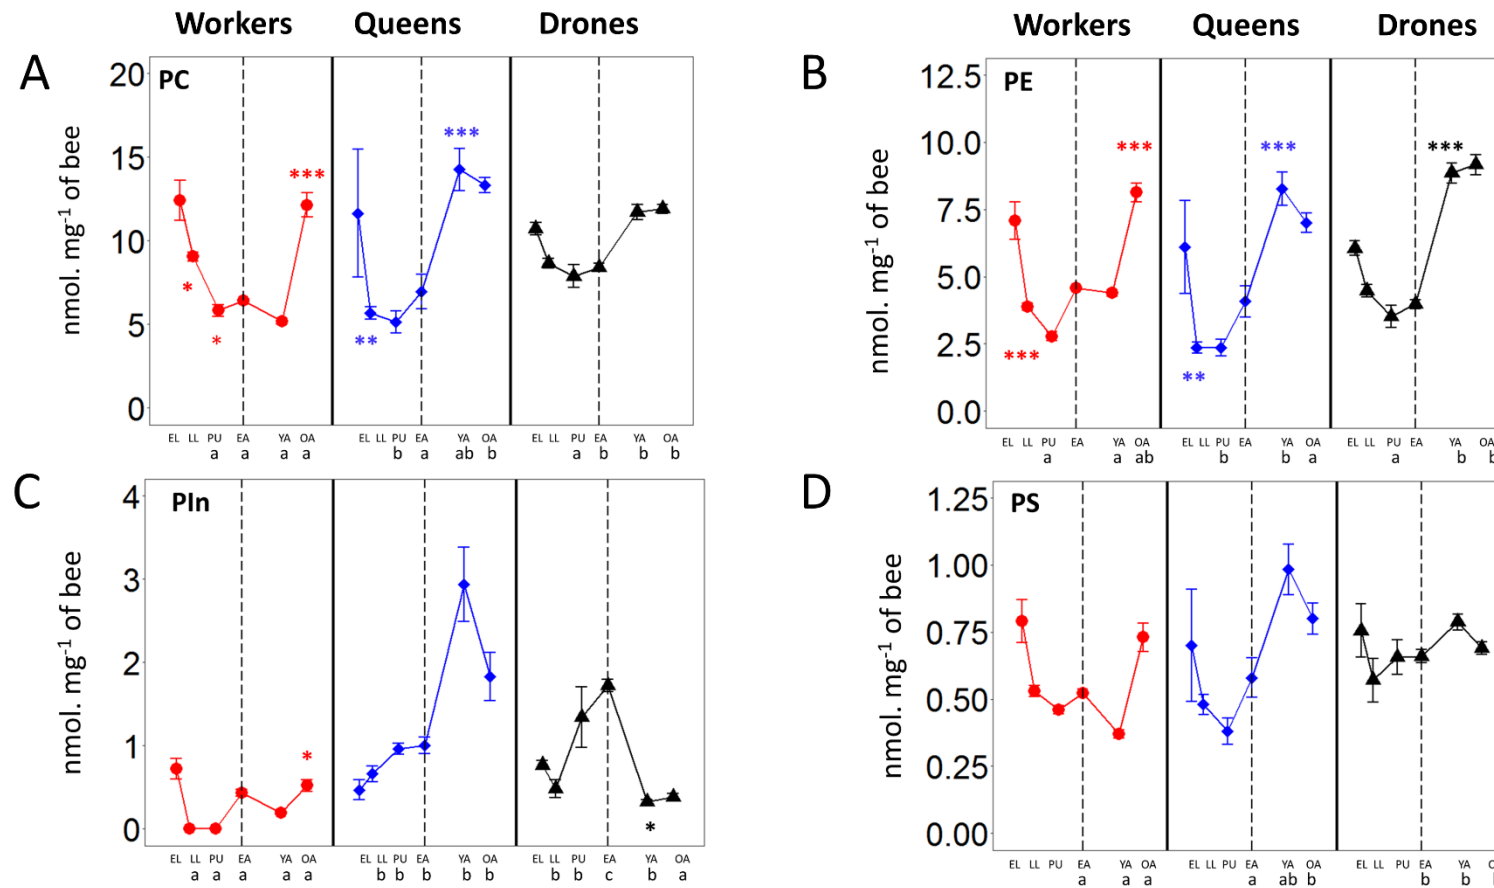 Workers Queens Drones
A
PC
nmol. mg-1 of bee
20
15
10
5
0
*
*
***
**
***
EL LL PU EA YA OA EL LL PU EA YA OA EL LL PU EA YA OA
a a a b a ab b a b b b
Workers Queens Drones
B
PE
nmol. mg-1 of bee
12.5
10.0
7.5
5.0
2.5
0.0
***
***
**
***
***
EL LL PU EA YA OA EL LL PU EA YA OA EL LL PU EA YA OA
a a ab b b a a b b
C
PIn
nmol. mg-1 of bee
4
3
2
1
0
*
*
EL LL PU EA YA OA EL LL PU EA YA OA EL LL PU EA YA OA
a a a a a b b b b b b b c b a
D
PS
nmol. mg-1 of bee
1.25
1.00
0.75
0.50
0.25
0.00
EL LL PU EA YA OA EL LL PU EA YA OA EL LL PU EA YA
a a a a ab b b b